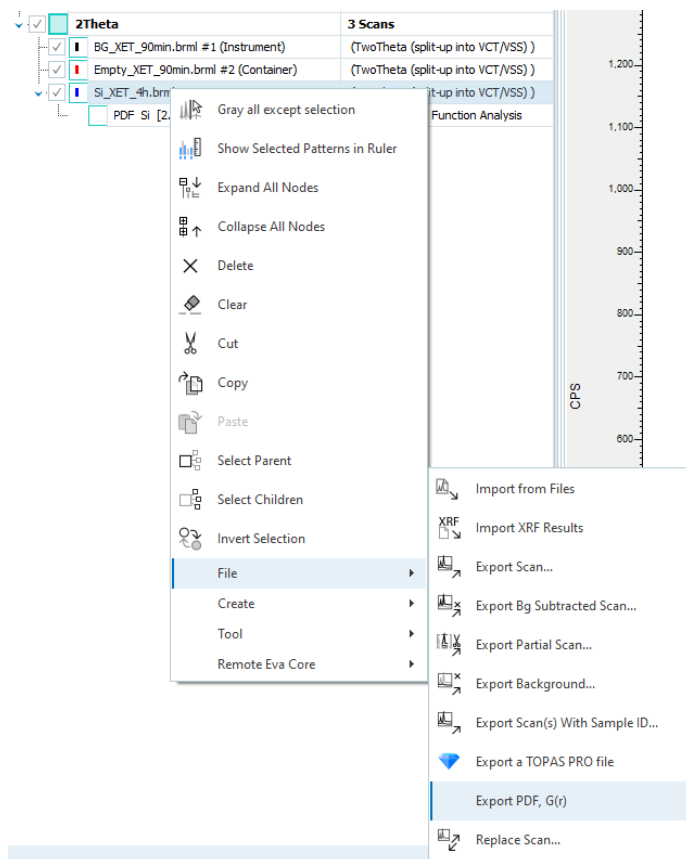 2Theta 3 Scans
BG_XET_90min.brml #1 (Instrument) (TwoTheta (split-up into VCT/VSS) )
Empty_XET_90min.brml #2 (Container) (TwoTheta (split-up into VCT/VSS) )
Si_XET_4h.brm it-up into VCT/VSS) )
PDF Si [2. Function Analysis
Gray all except selection
Show Selected Patterns in Ruler
Expand All Nodes
Collapse All Nodes
Delete
Clear
Cut
Copy
Paste
Select Parent
Select Children
Invert Selection
File
Create
Tool
Remote Eva Core
1,200
1,100
1,000
900
800
700
600
CPS
Import from Files
XRF Import XRF Results
Export Scan...
Export Bg Subtracted Scan...
Export Partial Scan...
Export Background...
Export Scan(s) With Sample ID...
Export a TOPAS PRO file
Export PDF, G(r)
Replace Scan...